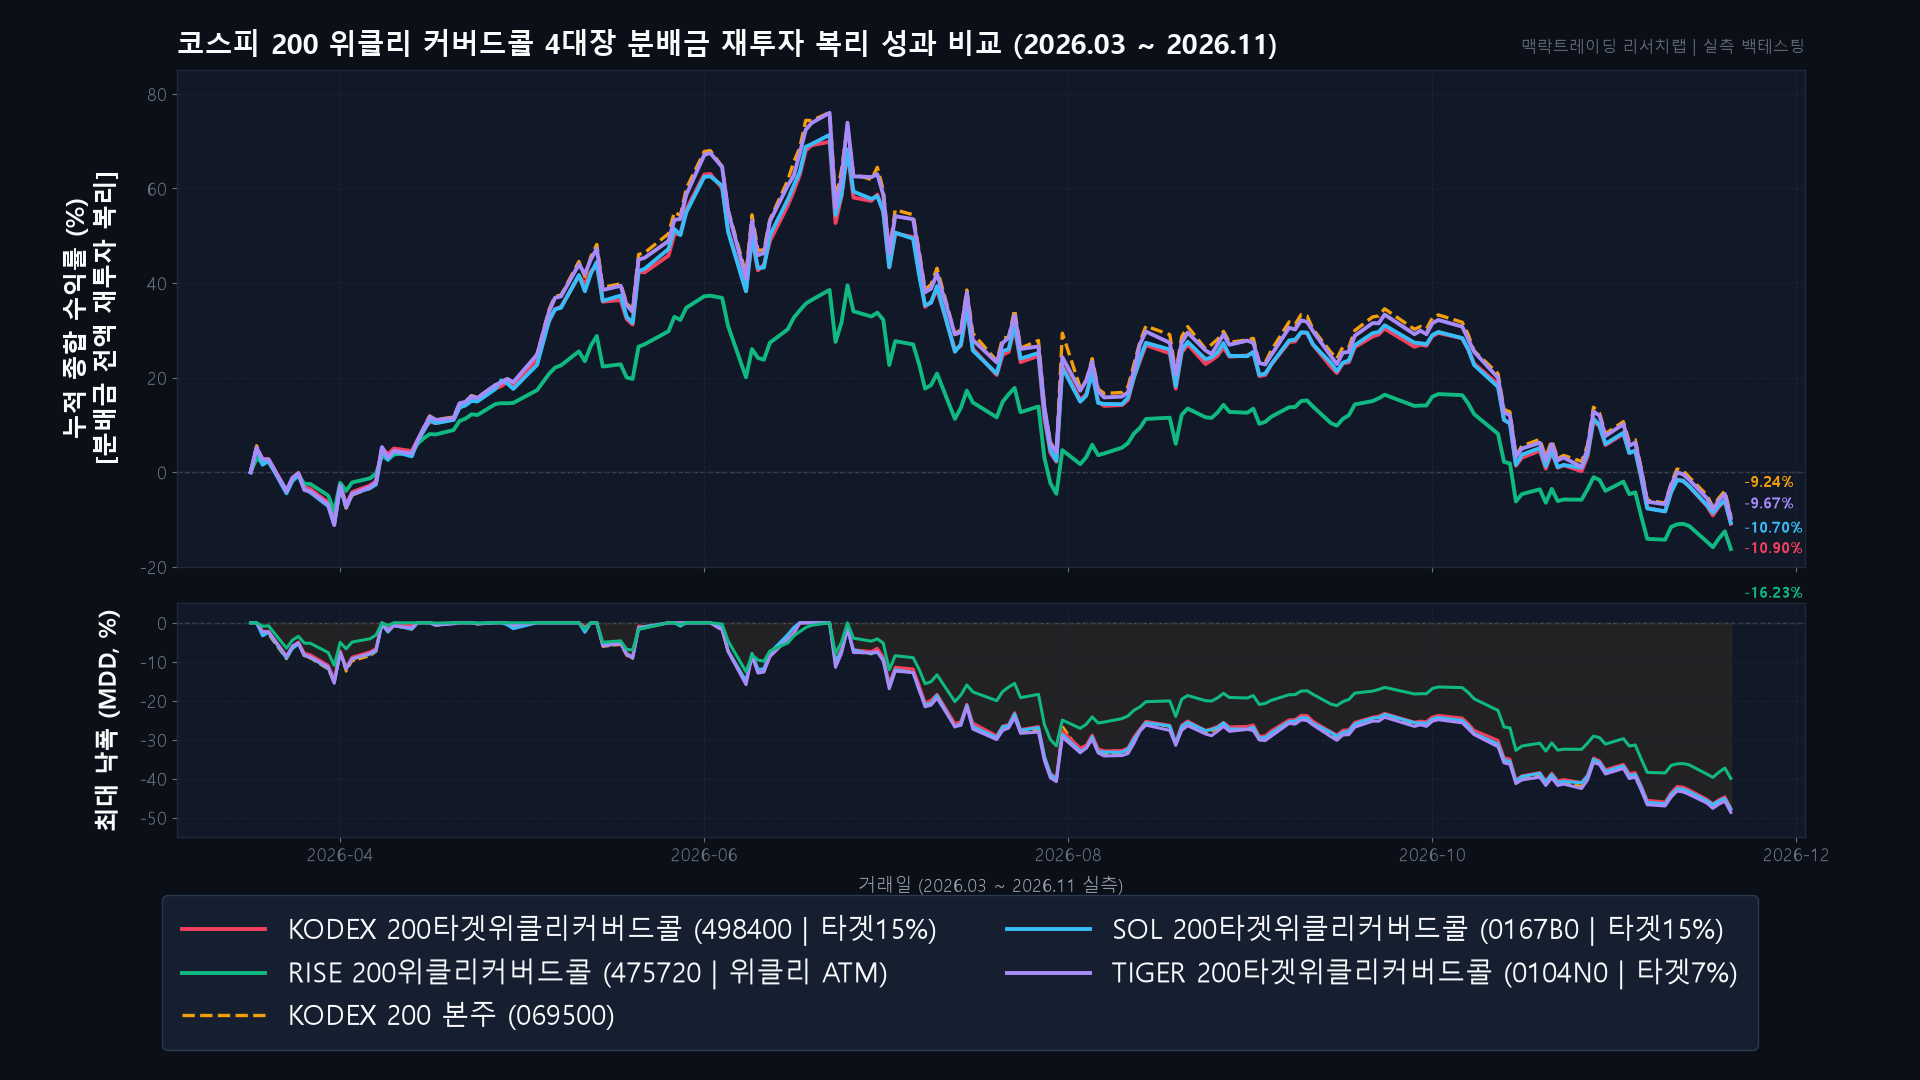 코스피 200 위클리 커버드콜 4대장 분배금 재투자 복리 성과 비교 (2026.03 ~ 2026.11)
맥락트레이딩 리서치랩 | 실측 백테스팅
누적 종합 수익률 (%)
[분배금 전액 재투자 복리]
80
60
40
20
0
-20
-9.24%
-9.67%
-10.70%
-10.90%
-16.23%
최대 낙폭 (MDD, %)
0
-10
-20
-30
-40
-50
2026-04
2026-06
2026-08
2026-10
2026-12
거래일 (2026.03 ~ 2026.11 실측)
KODEX 200타겟위클리커버드콜 (498400 | 타겟15%)
SOL 200타겟위클리커버드콜 (0167B0 | 타겟15%)
RISE 200위클리커버드콜 (475720 | 위클리 ATM)
TIGER 200타겟위클리커버드콜 (0104N0 | 타겟7%)
KODEX 200 본주 (069500)